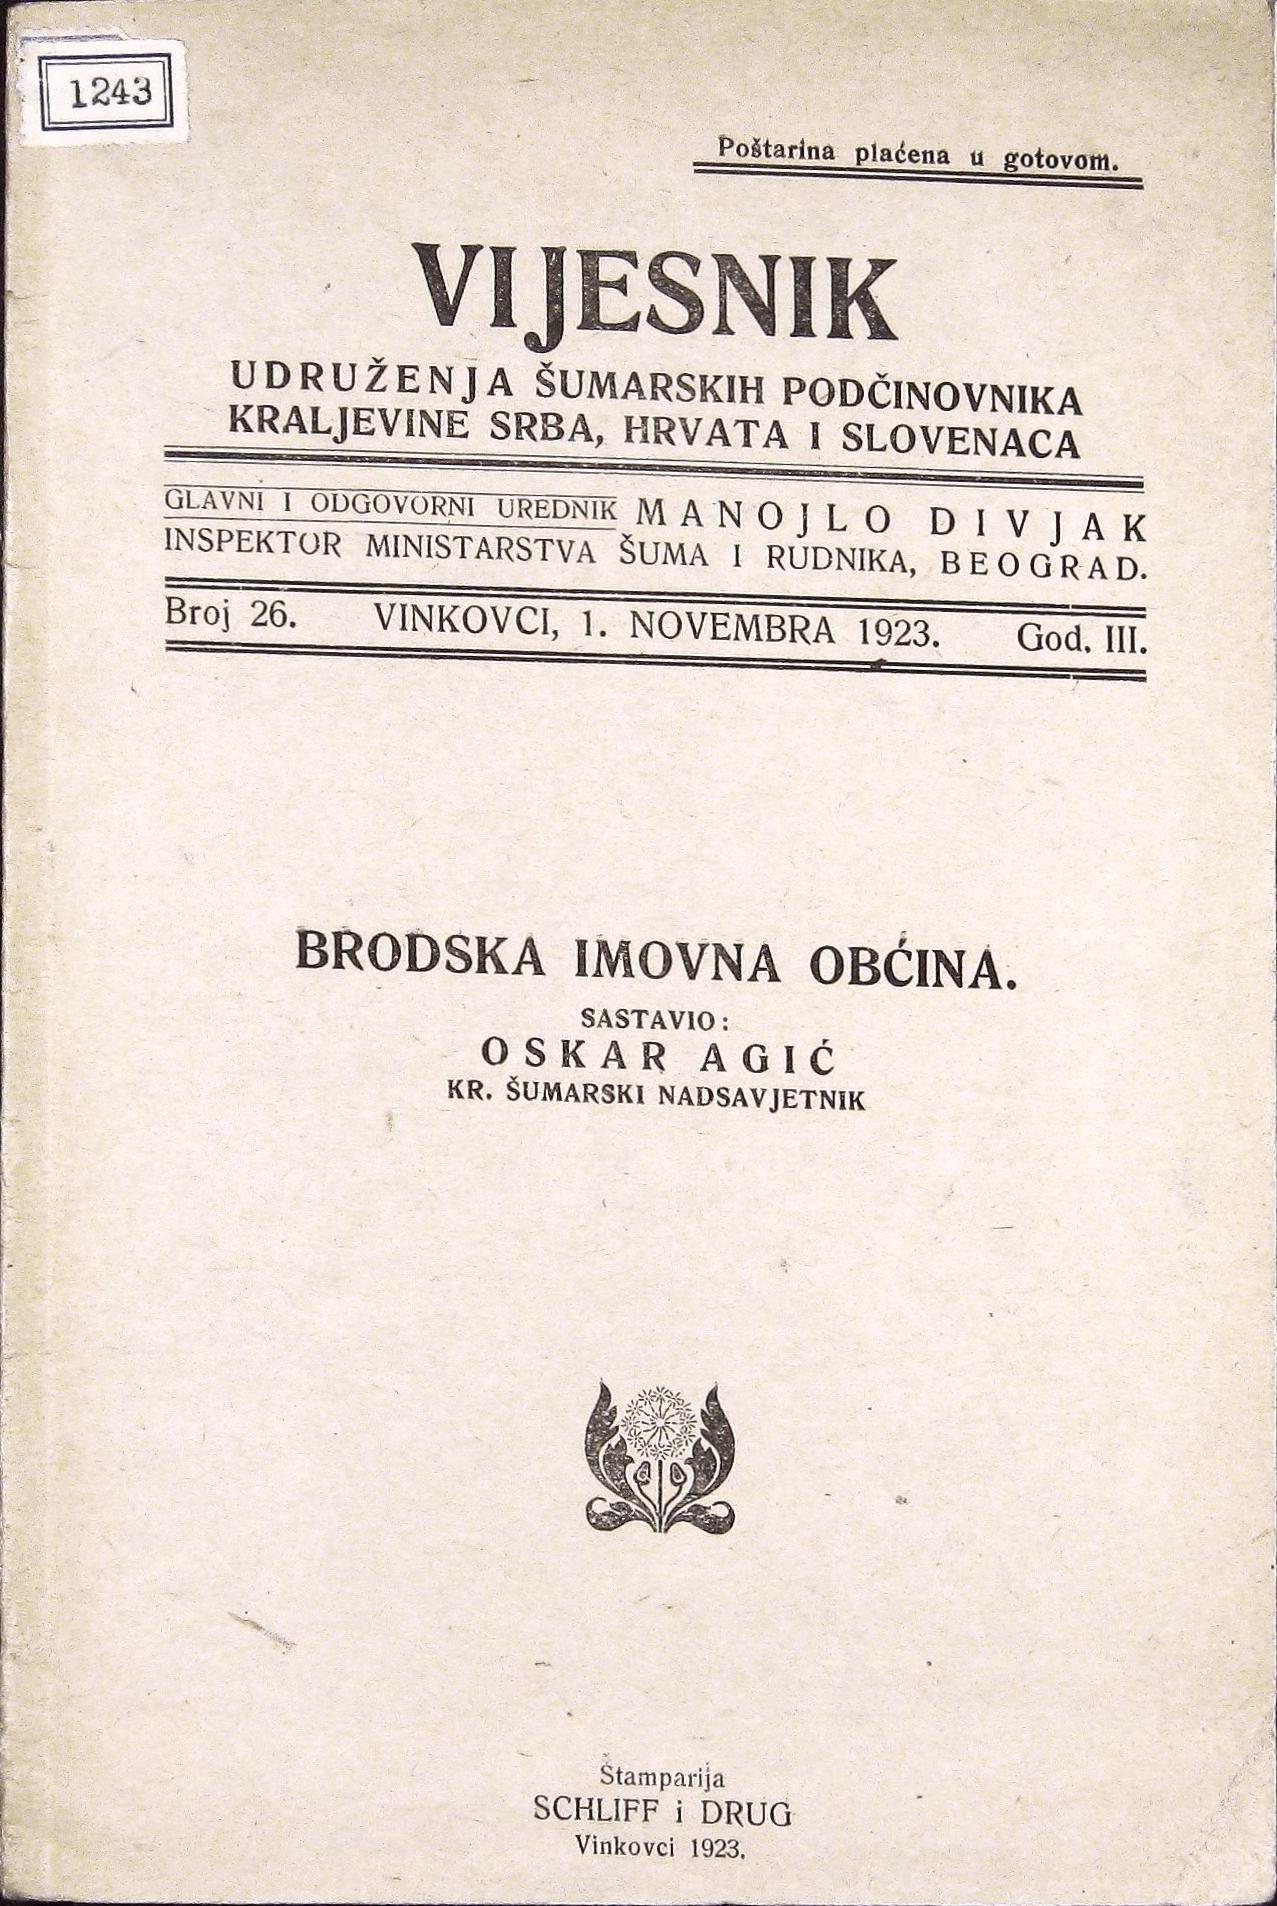 1243
Poštarina plaćena u gotovom.
VIJESNIK
UDRUŽENJA ŠUMARSKIH PODČINOVNIKA
KRALJEVINE SRBA, HRVATA I SLOVENACA
GLAVNI I ODGOVORNI UREDNIK MANOJLO DIVJAK
INSPEKTOR MINISTARSTVA ŠUMA I RUDNIKA, BEOGRAD.
Broj 26. VINKOVCI, 1. NOVEMBRA 1923. God. III.
BRODSKA IMOVNA OBĆINA.
SASTAVIO:
OSKAR AGIĆ
KR. ŠUMARSKI NADSAVJETNIK
Štamparija
SCHLIFF i DRUG
Vinkovci 1923.